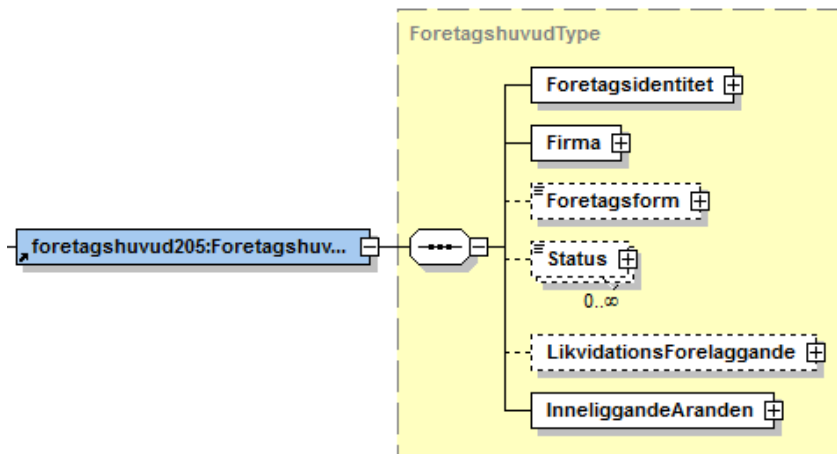 ForetagshuvudType
Foretagsidentitet
Firma
Foretagsform
foretagshuvud205:Foretagshuv...
Status
0..∞
LikvidationsForelaggande
InneliggandeAranden